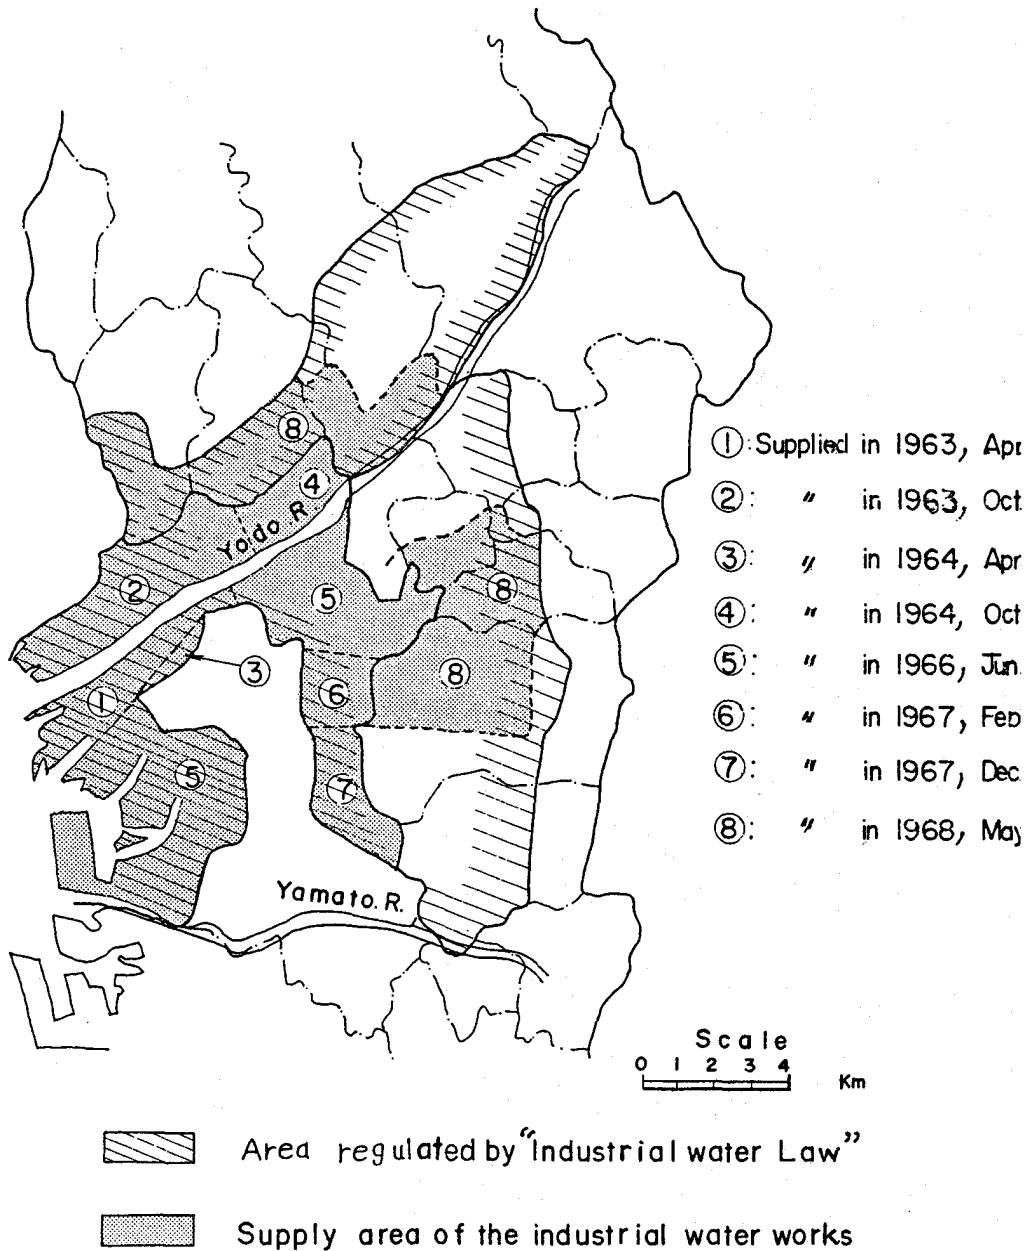 8
4
Yodo. R.
2
5
8
3
8
6
1
5
7
Yamato. R.
①: Supplied in 1963, Apr
②: " in 1963, Oct.
③: " in 1964, Apr
④: " in 1964, Oct
⑤: " in 1966, Jun.
⑥: " in 1967, Feb
⑦: " in 1967, Dec.
⑧: " in 1968, May
Scale
0 1 2 3 4
Km
Area regulated by "Industrial water Law"
Supply area of the industrial water works